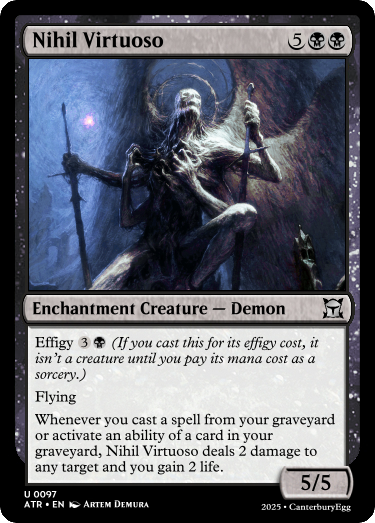 Nihil Virtuoso 5
Enchantment Creature — Demon
Effigy 3 (If you cast this for its effigy cost, it
isn't a creature until you pay its mana cost as a
sorcery.)
Flying
Whenever you cast a spell from your graveyard
or activate an ability of a card in your
graveyard, Nihil Virtuoso deals 2 damage to
any target and you gain 2 life.
5/5
U 0097
ATR • EN Artem Demura
2025 • CanterburyEgg